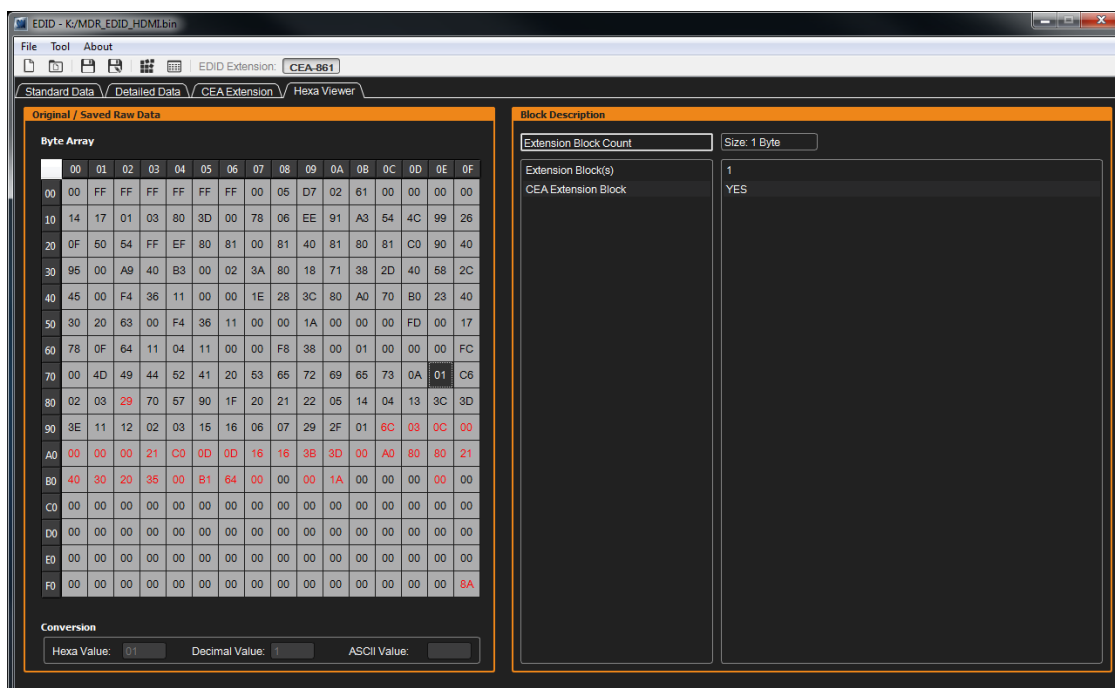 EDID - K:/MDR_EDID_HDMI.bin
File Tool About
EDID Extension: CEA-861
Standard Data Detailed Data CEA Extension Hexa Viewer
Original / Saved Raw Data
Byte Array
00 01 02 03 04 05 06 07 08 09 0A 0B 0C 0D 0E 0F
00 00 FF FF FF FF FF FF 00 05 D7 02 61 00 00 00 00
10 14 17 01 03 80 3D 00 78 06 EE 91 A3 54 4C 99 26
20 0F 50 54 FF EF 80 81 00 81 40 81 80 81 C0 90 40
30 95 00 A9 40 B3 00 02 3A 80 18 71 38 2D 40 58 2C
40 45 00 F4 36 11 00 00 1E 28 3C 80 A0 70 B0 23 40
50 30 20 63 00 F4 36 11 00 00 1A 00 00 00 FD 00 17
60 78 0F 64 11 04 11 00 00 F8 38 00 01 00 00 00 FC
70 00 4D 49 44 52 41 20 53 65 72 69 65 73 0A 01 C6
80 02 03 29 70 57 90 1F 20 21 22 05 14 04 13 3C 3D
90 3E 11 12 02 03 15 16 06 07 29 2F 01 6C 03 0C 00
A0 00 00 00 21 C0 0D 0D 16 16 3B 3D 00 A0 80 80 21
B0 40 30 20 35 00 B1 64 00 00 00 1A 00 00 00 00 00
C0 00 00 00 00 00 00 00 00 00 00 00 00 00 00 00 00
D0 00 00 00 00 00 00 00 00 00 00 00 00 00 00 00 00
E0 00 00 00 00 00 00 00 00 00 00 00 00 00 00 00 00
F0 00 00 00 00 00 00 00 00 00 00 00 00 00 00 00 8A
Conversion
Hexa Value: 01 Decimal Value: 1 ASCII Value:
Block Description
Extension Block Count Size: 1 Byte
Extension Block(s) 1
CEA Extension Block YES